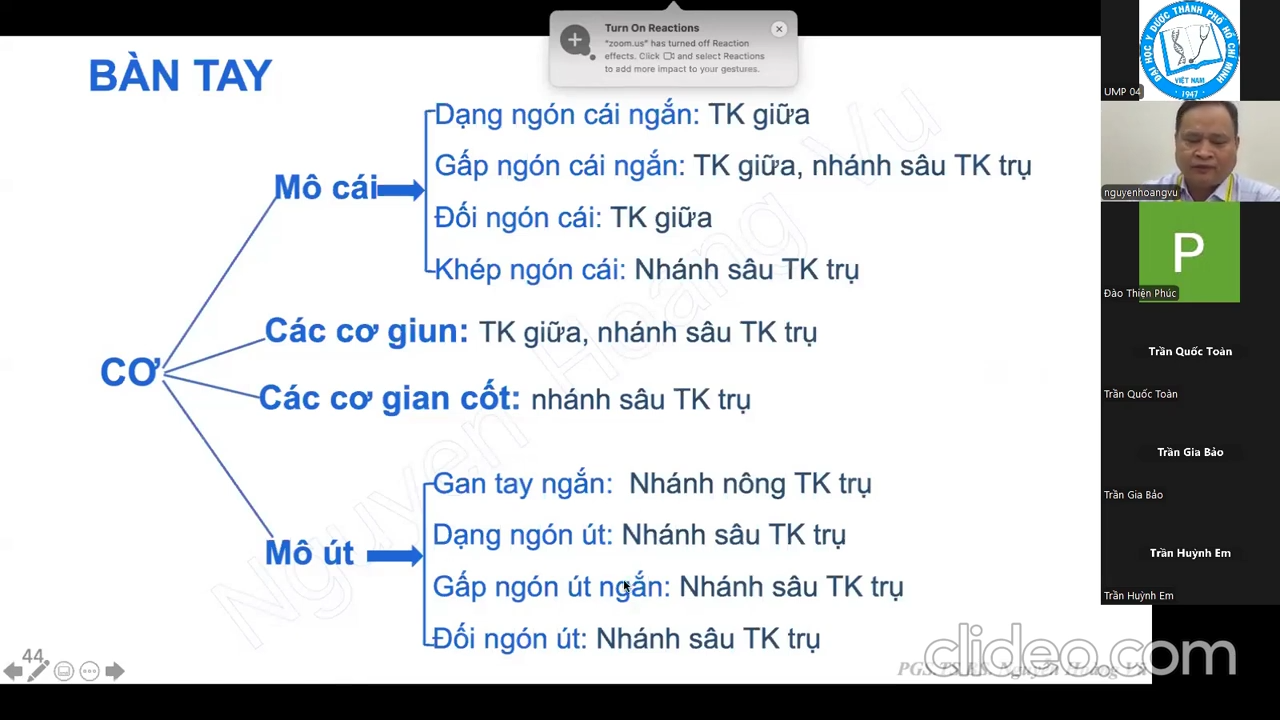 Turn On Reactions
"zoom.us" has turned off Reaction
effects. Click and select Reactions
to add more impact to your gestures.
BÀN TAY
CƠ
Mô cái
Dạng ngón cái ngắn: TK giữa
Gấp ngón cái ngắn: TK giữa, nhánh sâu TK trụ
Đối ngón cái: TK giữa
Khép ngón cái: Nhánh sâu TK trụ
Các cơ giun: TK giữa, nhánh sâu TK trụ
Các cơ gian cốt: nhánh sâu TK trụ
Mô út
Gan tay ngắn: Nhánh nông TK trụ
Dạng ngón út: Nhánh sâu TK trụ
Gấp ngón út ngắn: Nhánh sâu TK trụ
Đối ngón út: Nhánh sâu TK trụ
Nguyen Hoang Vu
44
PGS.TS.BS. Nguyễn Hoàng Vũ
clideo.com
ĐẠI HỌC Y DƯỢC THÀNH PHỐ HỒ CHÍ MINH
VIỆT NAM
1947
UMP 04
nguyenhoangvu
P
Đào Thiện Phúc
Trần Quốc Toàn
Trần Quốc Toàn
Trần Gia Bảo
Trần Gia Bảo
Trần Huỳnh Em
Trần Huỳnh Em